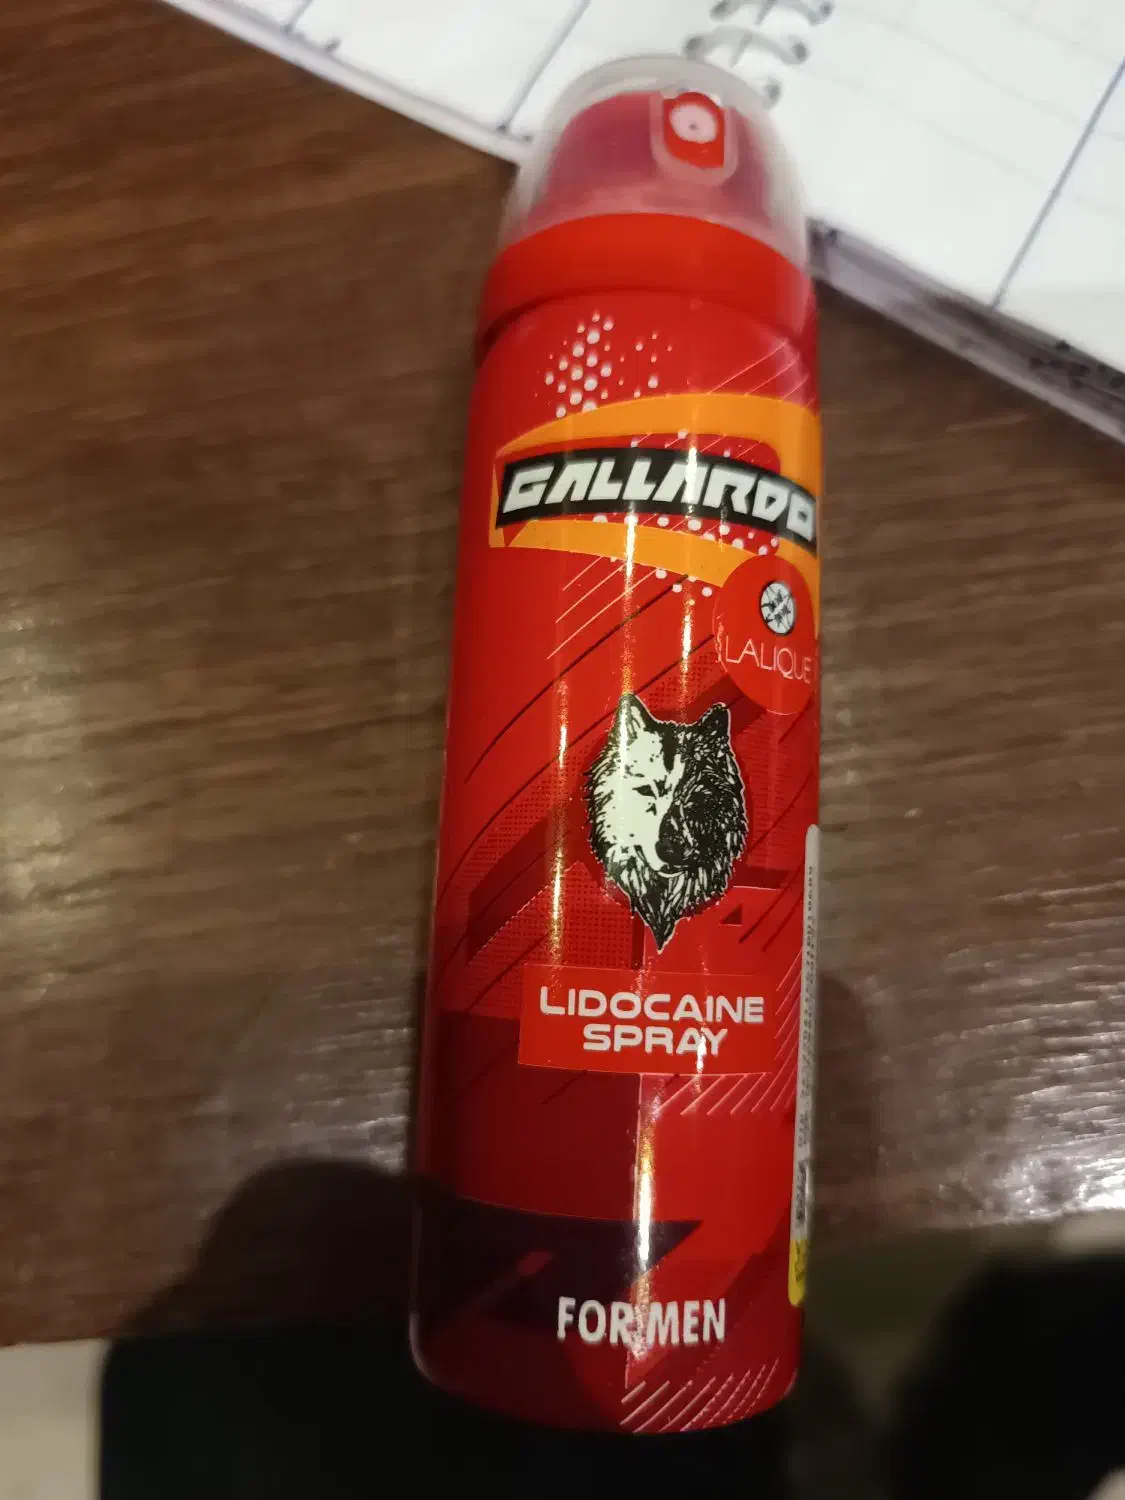 GALLARDO
LALIQUE
LIDOCAINE
SPRAY
FOR MEN